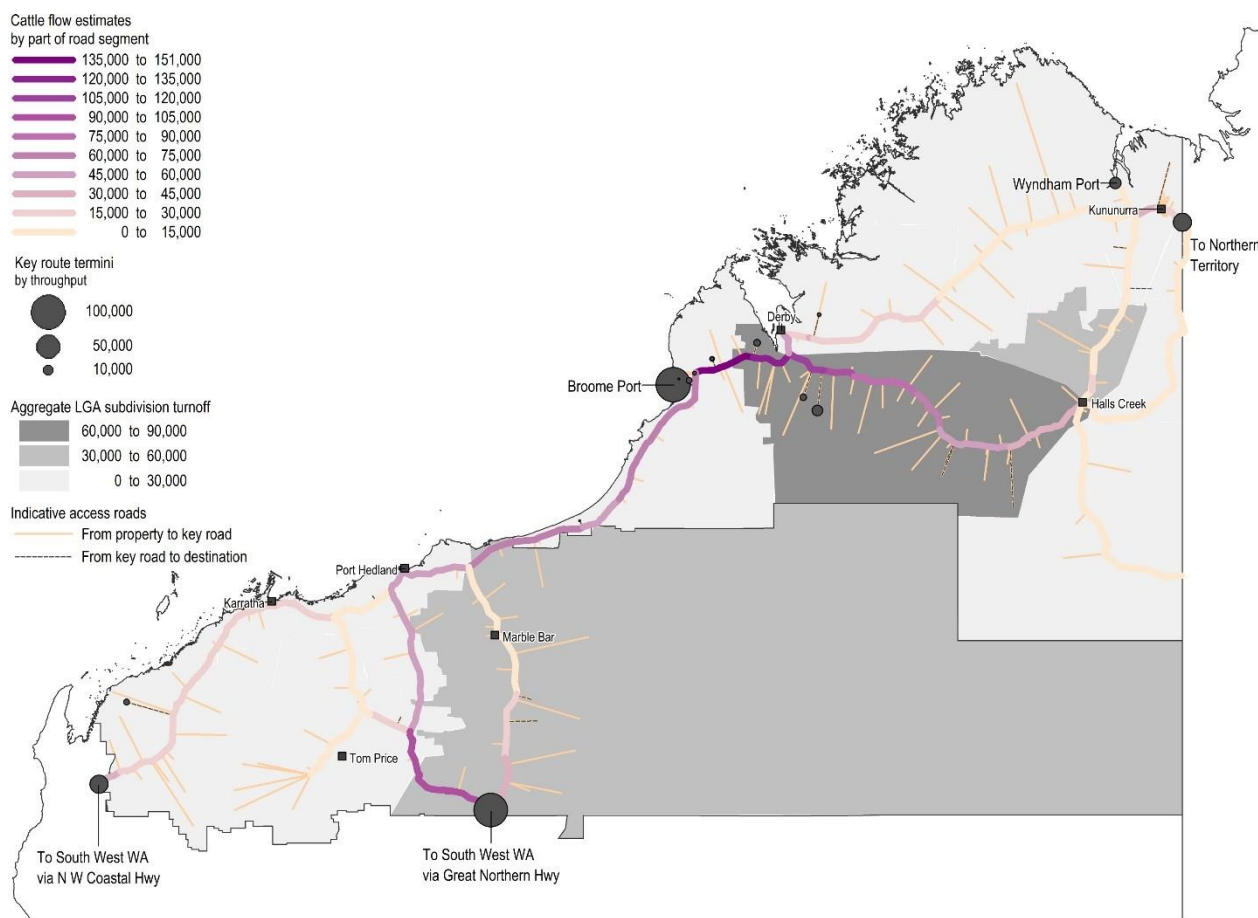 Cattle flow estimates
by part of road segment
135,000 to 151,000
120,000 to 135,000
105,000 to 120,000
90,000 to 105,000
75,000 to 90,000
60,000 to 75,000
45,000 to 60,000
30,000 to 45,000
15,000 to 30,000
0 to 15,000
Key route termini
by throughput
100,000
50,000
10,000
Aggregate LGA subdivision turnoff
60,000 to 90,000
30,000 to 60,000
0 to 30,000
Indicative access roads
From property to key road
From key road to destination
Wyndham Port
Kununurra
To Northern
Territory
Derby
Broome Port
Halls Creek
Port Hedland
Karratha
Marble Bar
Tom Price
To South West WA
via N W Coastal Hwy
To South West WA
via Great Northern Hwy